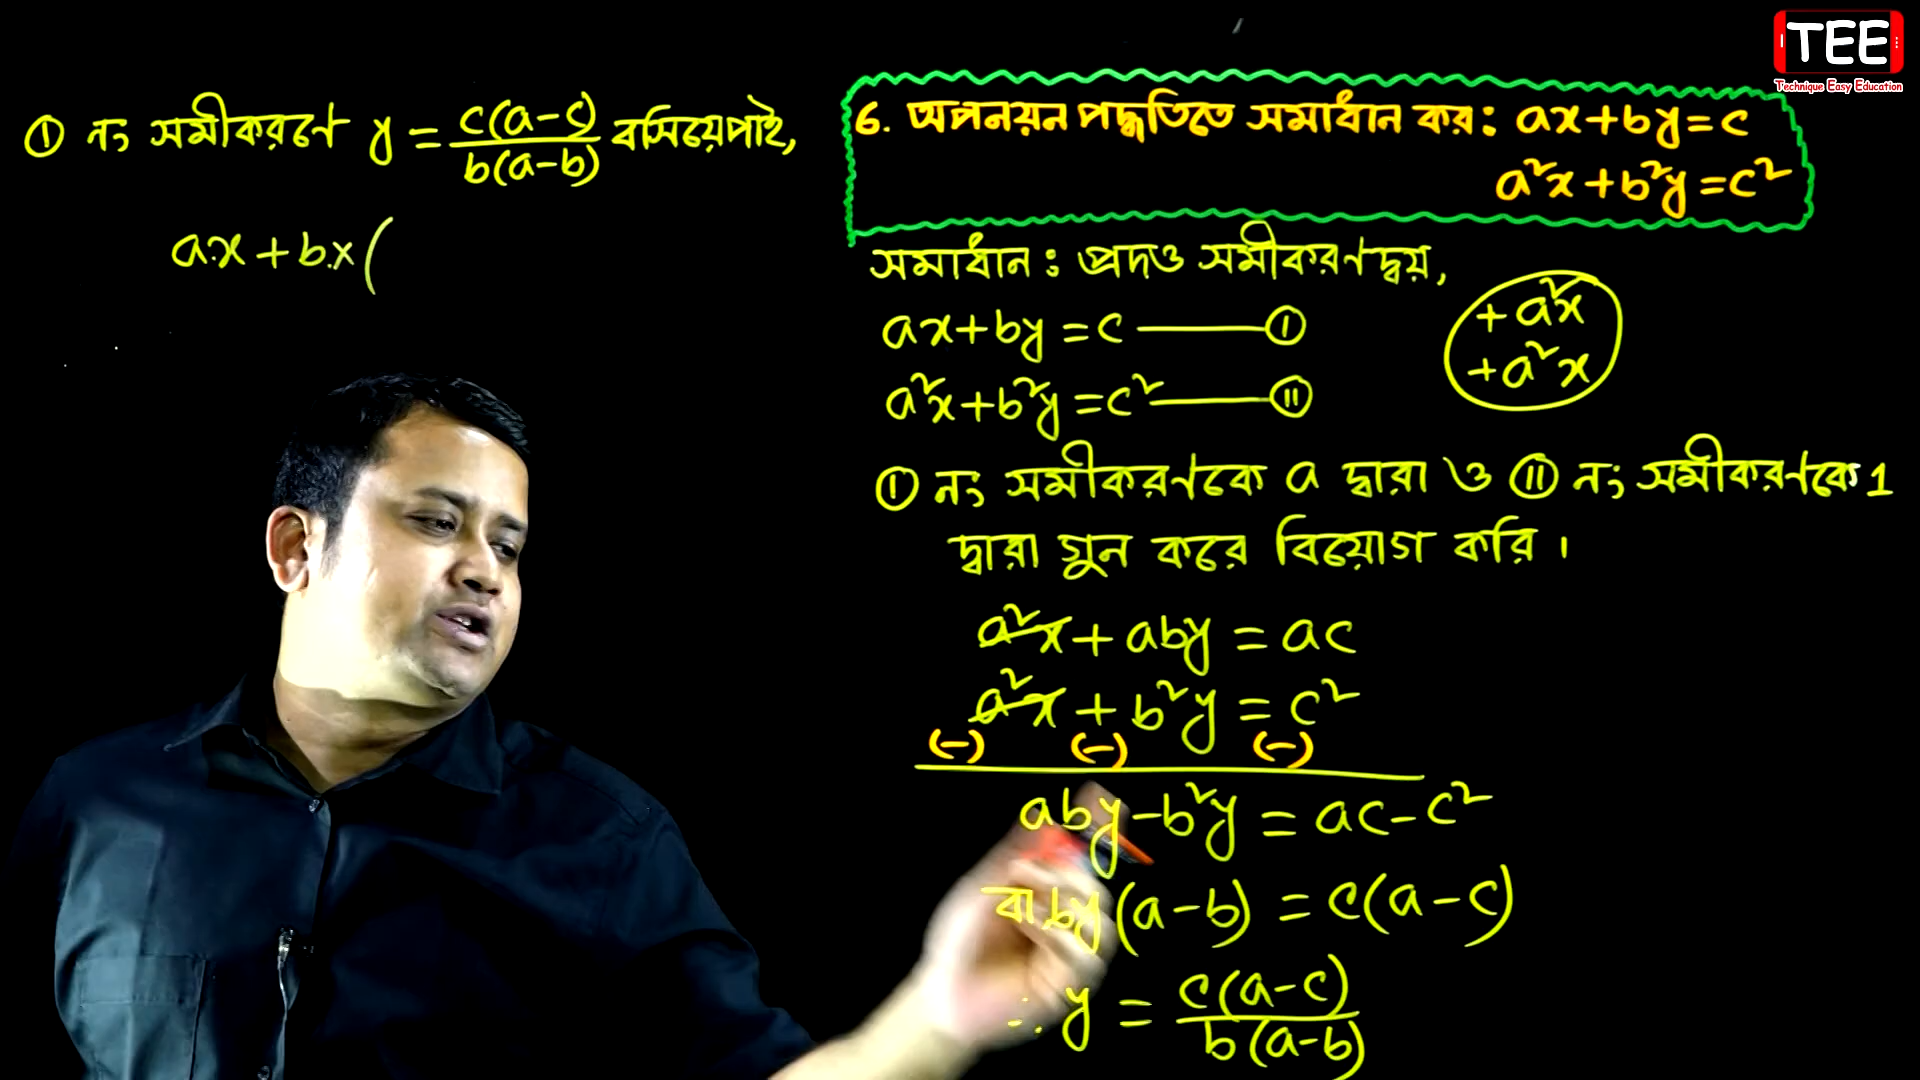 TEE
Technique Easy Education
① নং সমীকরণে y = c(a-c)/b(a-b) বসিয়ে পাই,
a.x + b.x (
6. অপনয়ন পদ্ধতিতে সমাধান কর: ax+by=c
a²x+b²y=c²
সমাধান : প্রদত্ত সমীকরণদ্বয়,
ax+by = c —— ①
a²x+b²y = c² —— ⑪
+a²x
+a²x
① নং সমীকরণকে a দ্বারা ও ⑪ নং সমীকরণকে 1
দ্বারা গুন করে বিয়োগ করি।
a²x + aby = ac
a²x + b²y = c²
(-) (-) (-)
aby - b²y = ac - c²
বা, by (a-b) = c(a-c)
∴ y = c(a-c)/b(a-b)